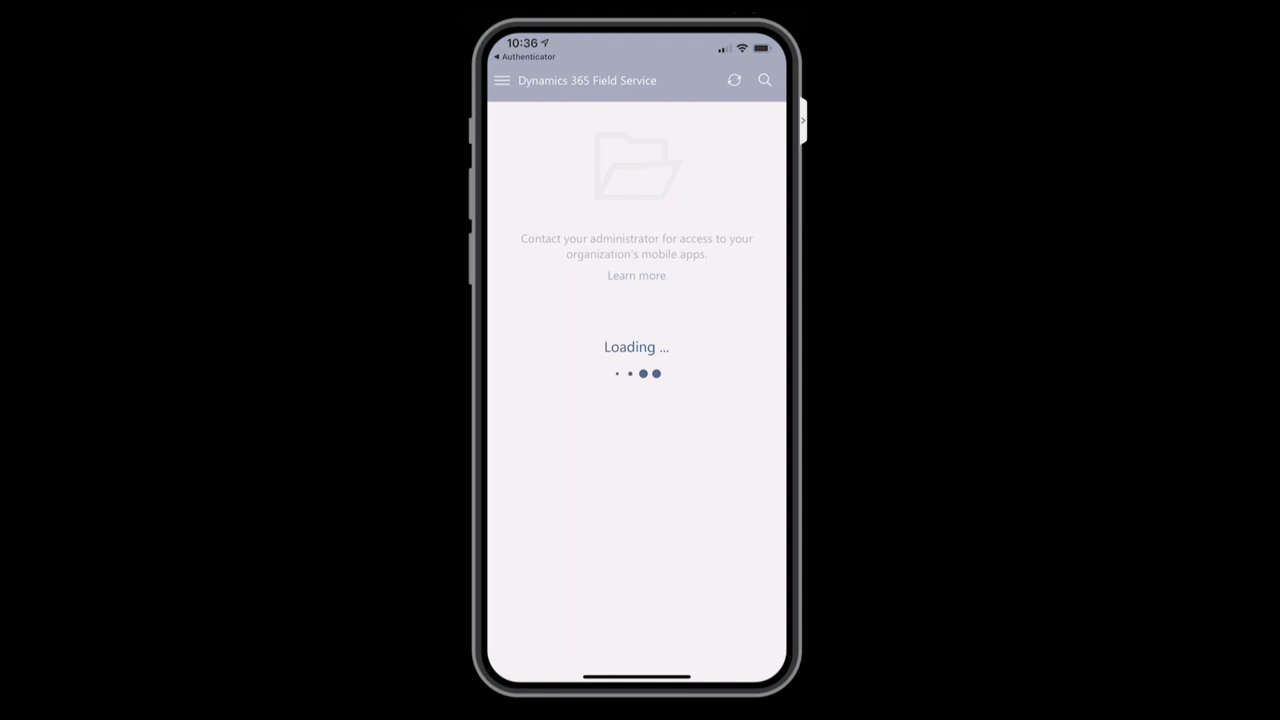 10:36
Authenticator
Dynamics 365 Field Service
Contact your administrator for access to your
organization's mobile apps.
Learn more
Loading ...